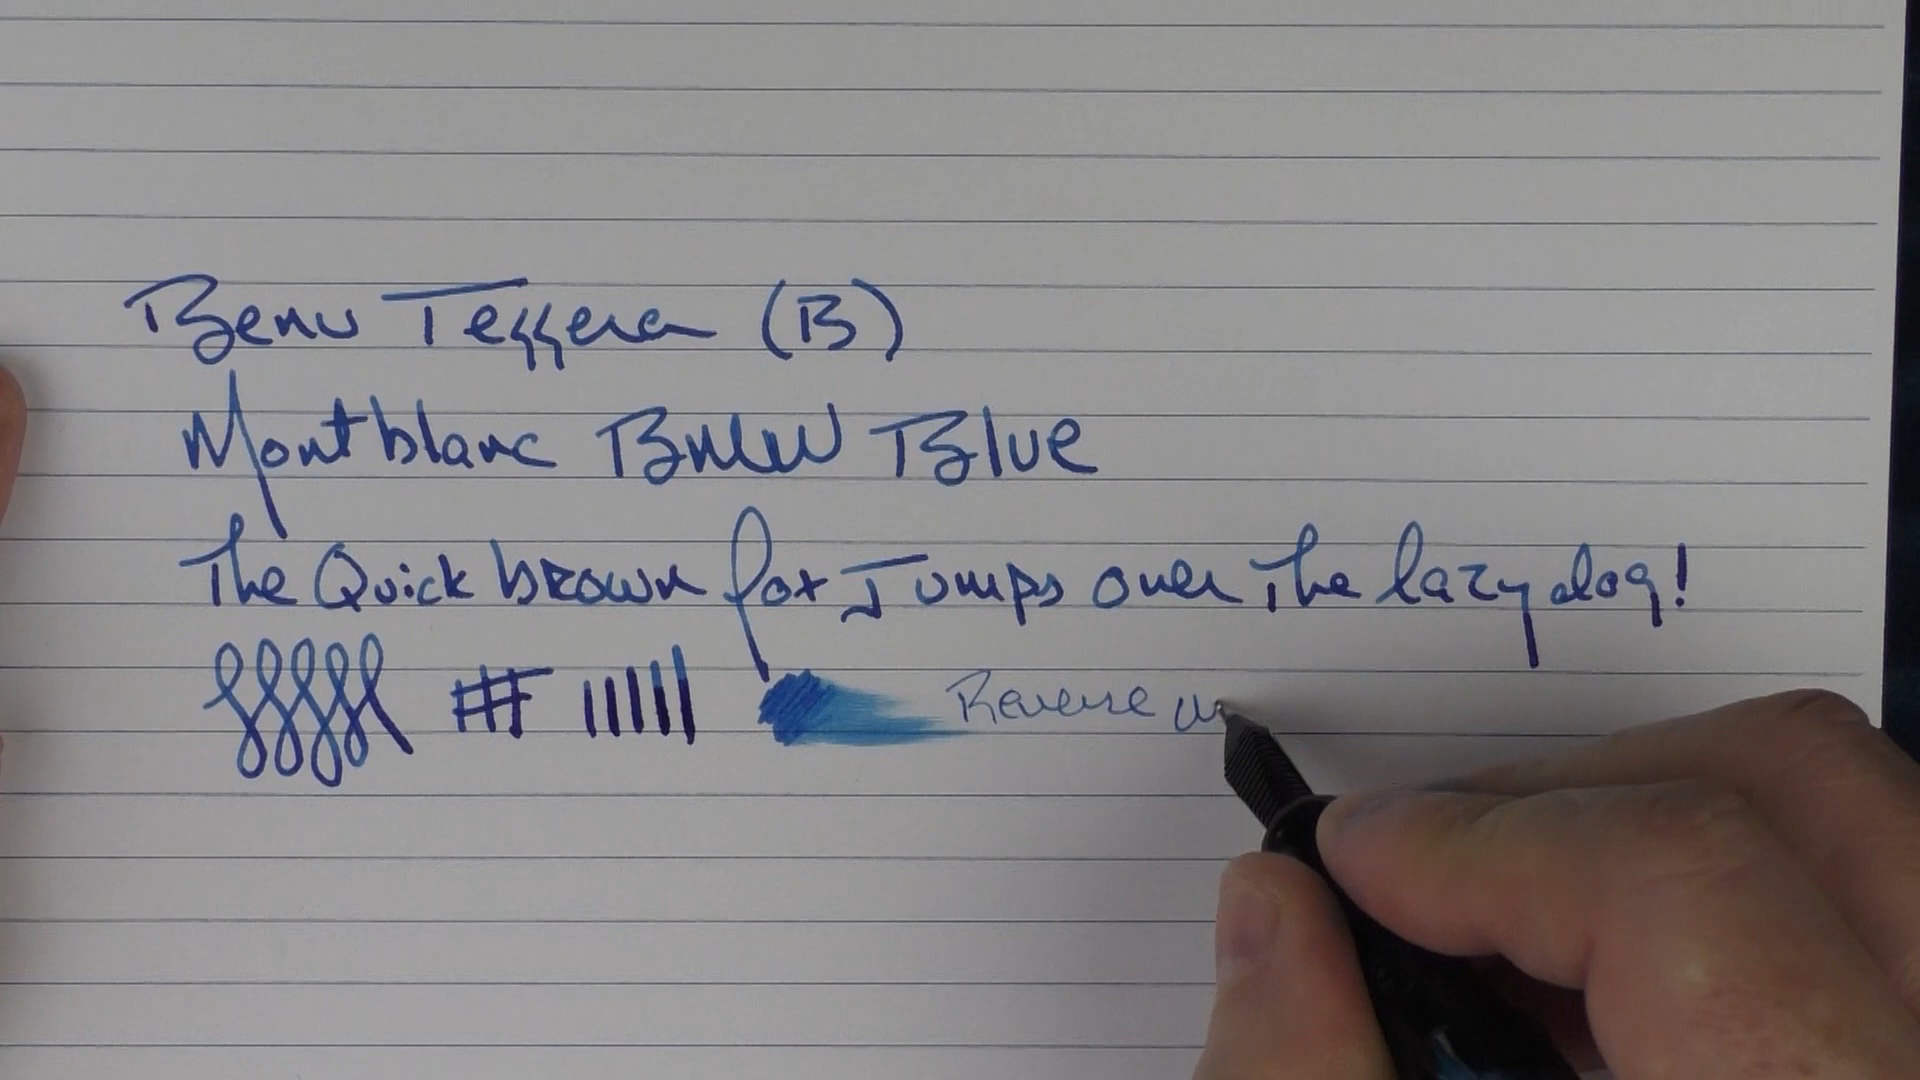 Benu Tessera (B)
Montblanc BMW Blue
The Quick brown fox Jumps over The lazy dog!
Reverse w